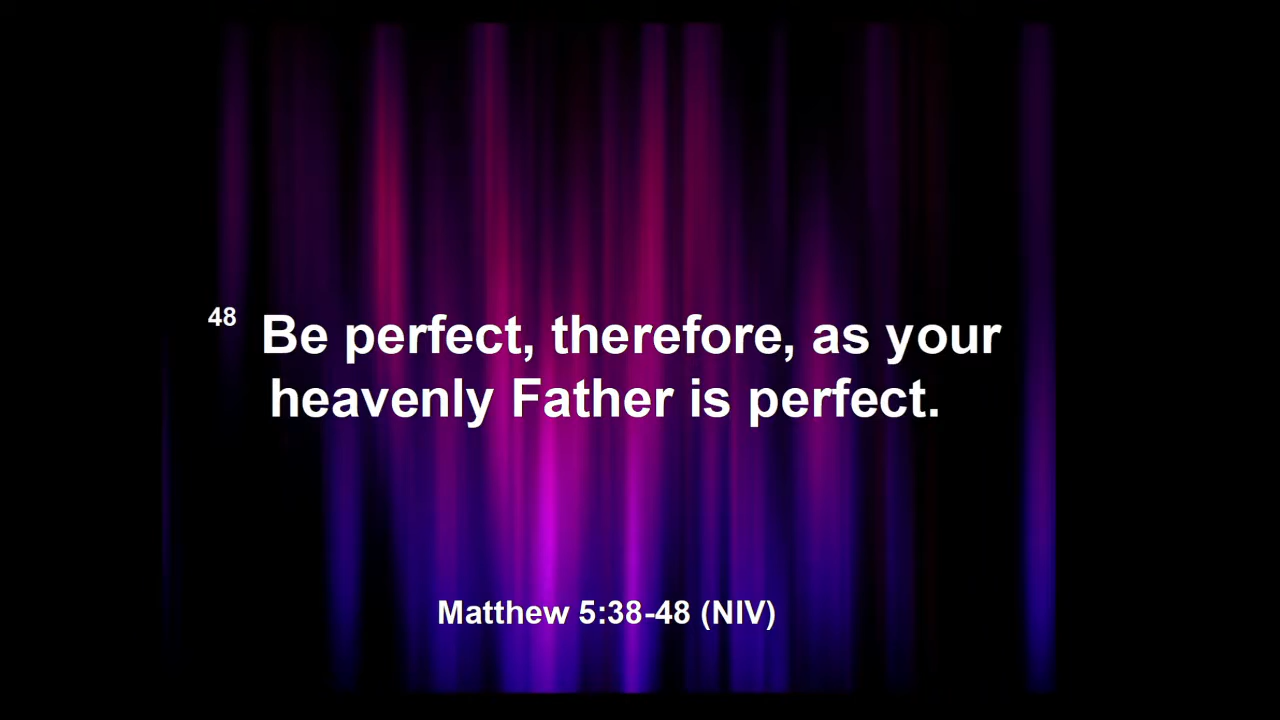 48 Be perfect, therefore, as your
heavenly Father is perfect.
Matthew 5:38-48 (NIV)